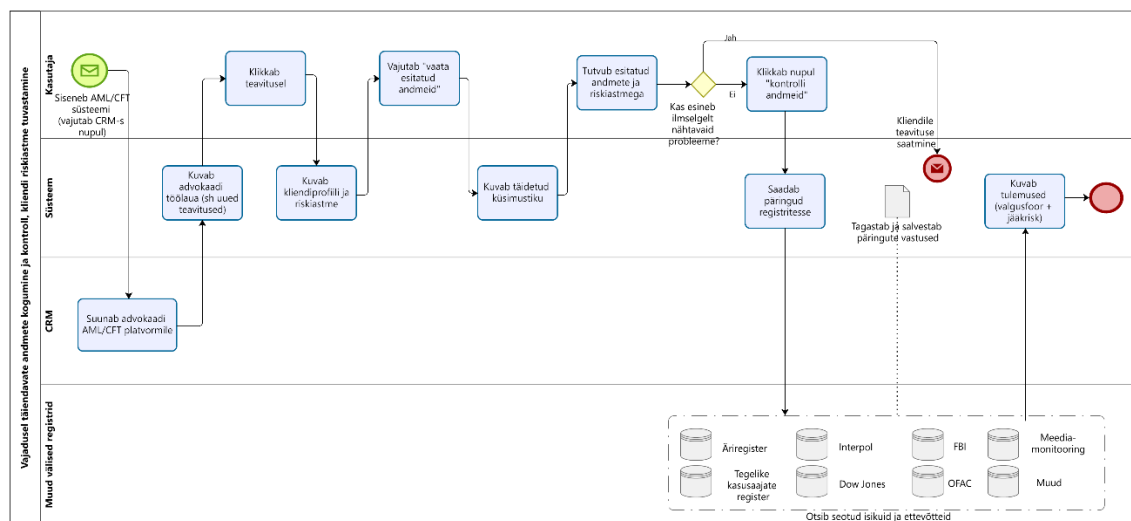 Vajadusel täiendavate andmete kogumine ja kontroll, kliendi riskiastme tuvastamine
Kasutaja
Siseneb AML/CFT
süsteemi
(vajutab CRM-s
nupul)
Klikkab
teavitusel
Vajutab "vaata
esitatud
andmeid"
Tutvub esitatud
andmete ja
riskiastmega
Kas esineb
ilmselgelt
nähtavaid
probleeme?
Jah
Ei
Klikkab nupul
"kontrolli
andmeid"
Kliendile
teavituse
saatmine
Süsteem
Kuvab
advokaadi
töölaua (sh uued
teavitused)
Kuvab
kliendiprofiili ja
riskiastme
Kuvab täidetud
küsimustiku
Saadab
päringud
registritesse
Tagastab ja salvestab
päringute vastused
Kuvab
tulemused
(valgusfoor +
jääkrisk)
CRM
Suunab advokaadi
AML/CFT platvormile
Muud välised registrid
Äriregister
Interpol
FBI
Meedia-
monitooring
Tegelike
kasusaajate
register
Dow Jones
OFAC
Muud
Otsib seotud isikuid ja ettevõtteid